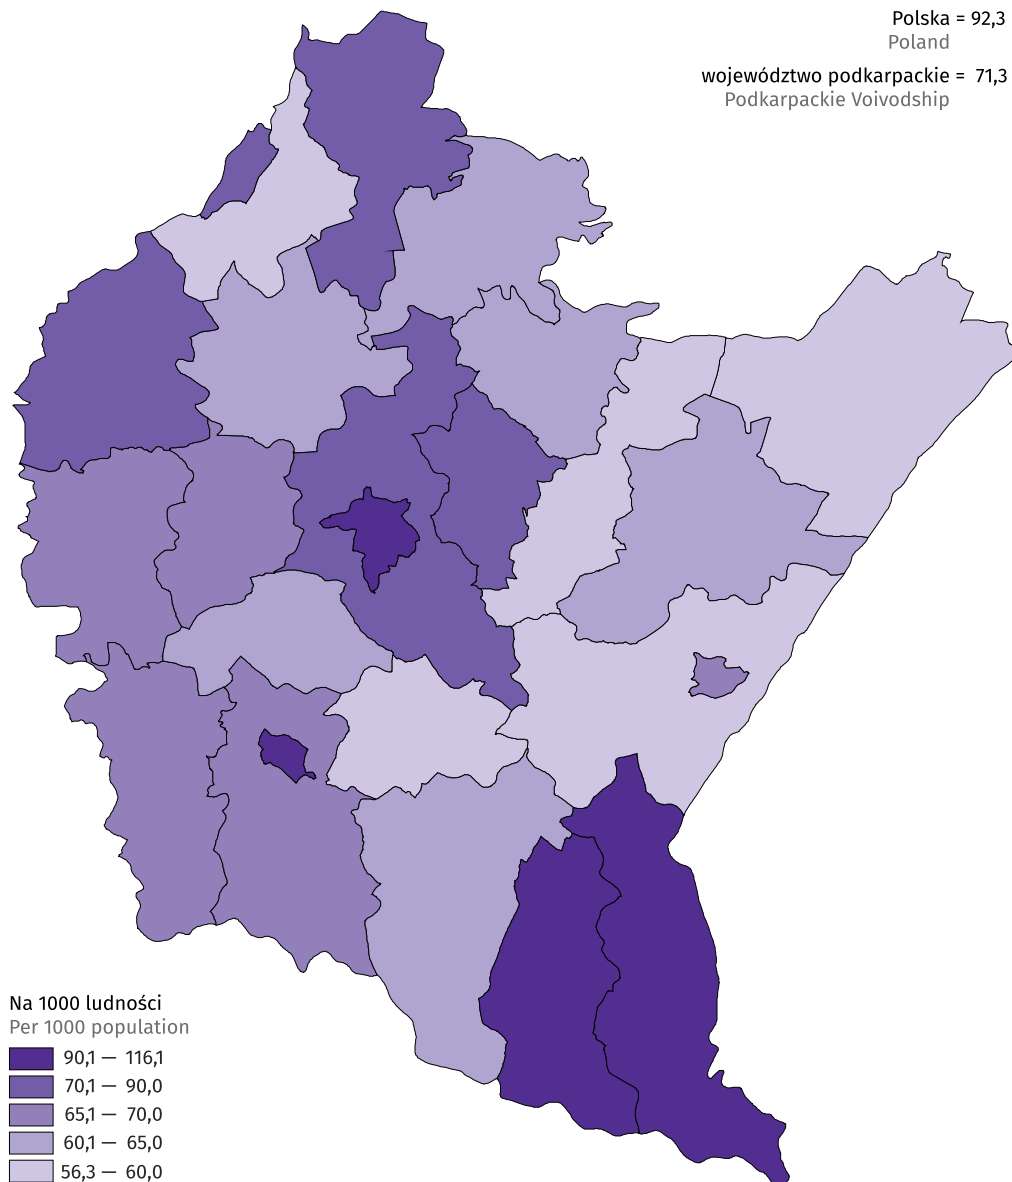 Polska = 92,3
Poland
województwo podkarpackie = 71,3
Podkarpackie Voivodship
Na 1000 ludności
Per 1000 population
90,1 — 116,1
70,1 — 90,0
65,1 — 70,0
60,1 — 65,0
56,3 — 60,0